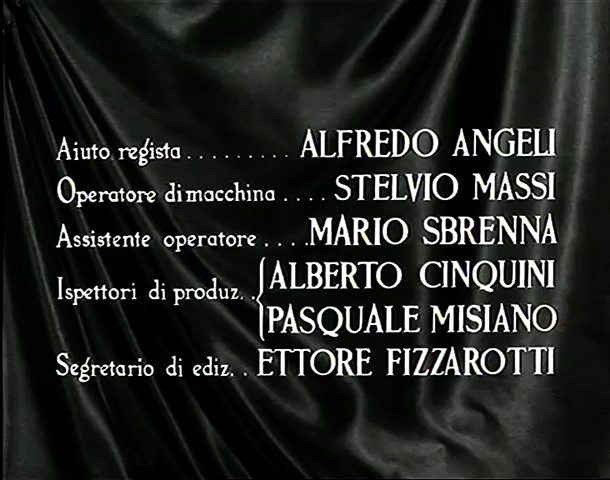 Aiuto regista......... ALFREDO ANGELI
Operatore di macchina.... STELVIO MASSI
Assistente operatore....MARIO SBRENNA
Ispettori di produz..{ALBERTO CINQUINI
PASQUALE MISIANO
Segretario di ediz... ETTORE FIZZAROTTI